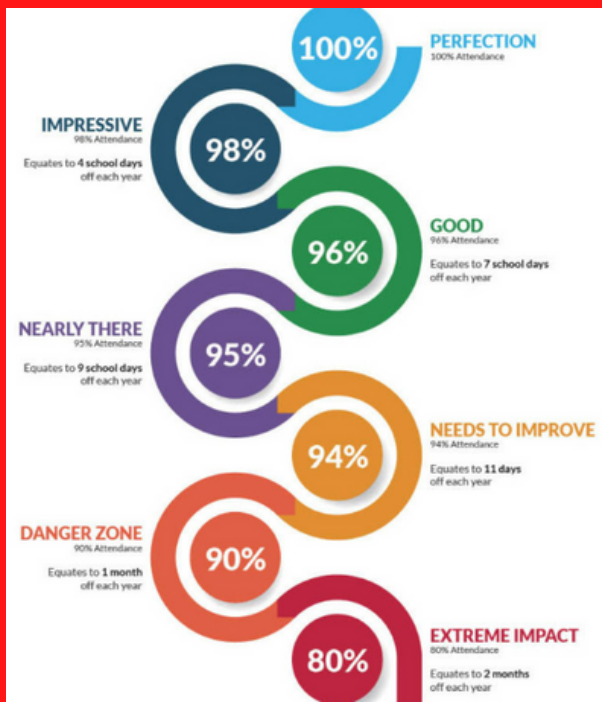 100%
PERFECTION
100% Attendance
IMPRESSIVE
98% Attendance
Equates to 4 school days
off each year
98%
GOOD
96% Attendance
Equates to 7 school days
off each year
96%
NEARLY THERE
95% Attendance
Equates to 9 school days
off each year
95%
NEEDS TO IMPROVE
94% Attendance
Equates to 11 days
off each year
94%
DANGER ZONE
90% Attendance
Equates to 1 month
off each year
90%
EXTREME IMPACT
80% Attendance
Equates to 2 months
off each year
80%